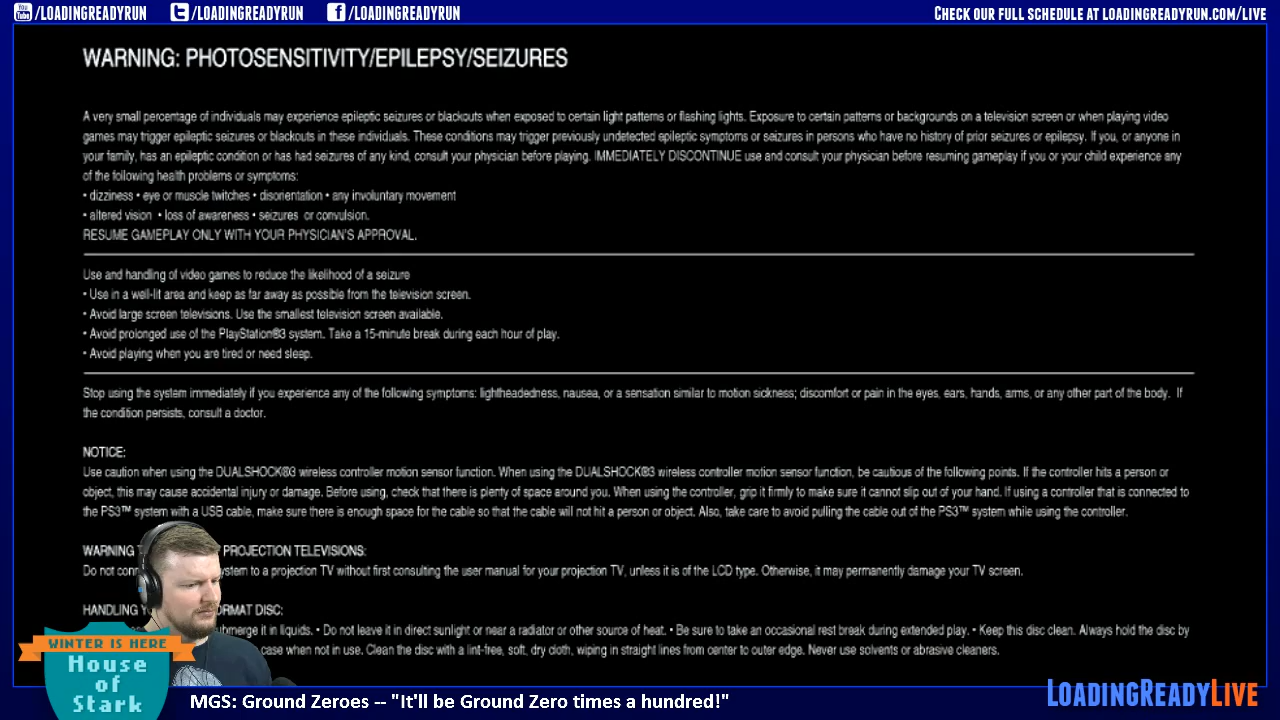 /LOADINGREADYRUN /LOADINGREADYRUN /LOADINGREADYRUN CHECK OUR FULL SCHEDULE AT LOADINGREADYRUN.COM/LIVE
WARNING: PHOTOSENSITIVITY/EPILEPSY/SEIZURES
A very small percentage of individuals may experience epileptic seizures or blackouts when exposed to certain light patterns or flashing lights. Exposure to certain patterns or backgrounds on a television screen or when playing video
games may trigger epileptic seizures or blackouts in these individuals. These conditions may trigger previously undetected epileptic symptoms or seizures in persons who have no history of prior seizures or epilepsy. If you, or anyone in
your family, has an epileptic condition or has had seizures of any kind, consult your physician before playing. IMMEDIATELY DISCONTINUE use and consult your physician before resuming gameplay if you or your child experience any
of the following health problems or symptoms:
• dizziness • eye or muscle twitches • disorientation • any involuntary movement
• altered vision • loss of awareness • seizures or convulsion.
RESUME GAMEPLAY ONLY WITH YOUR PHYSICIAN'S APPROVAL.
Use and handling of video games to reduce the likelihood of a seizure
• Use in a well-lit area and keep as far away as possible from the television screen.
• Avoid large screen televisions. Use the smallest television screen available.
• Avoid prolonged use of the PlayStation®3 system. Take a 15-minute break during each hour of play.
• Avoid playing when you are tired or need sleep.
Stop using the system immediately if you experience any of the following symptoms: lightheadedness, nausea, or a sensation similar to motion sickness; discomfort or pain in the eyes, ears, hands, arms, or any other part of the body. If
the condition persists, consult a doctor.
NOTICE:
Use caution when using the DUALSHOCK®3 wireless controller motion sensor function. When using the DUALSHOCK®3 wireless controller motion sensor function, be cautious of the following points. If the controller hits a person or
object, this may cause accidental injury or damage. Before using, check that there is plenty of space around you. When using the controller, grip it firmly to make sure it cannot slip out of your hand. If using a controller that is connected to
the PS3™ system with a USB cable, make sure there is enough space for the cable so that the cable will not hit a person or object. Also, take care to avoid pulling the cable out of the PS3™ system while using the controller.
WARNING PROJECTION TELEVISIONS:
Do not system to a projection TV without first consulting the user manual for your projection TV, unless it is of the LCD type. Otherwise, it may permanently damage your TV screen.
HANDLING DISC:
it in liquids. • Do not leave it in direct sunlight or near a radiator or other source of heat. • Be sure to take an occasional rest break during extended play. • Keep this disc clean. Always hold the disc by
case when not in use. Clean the disc with a lint-free, soft, dry cloth, wiping in straight lines from center to outer edge. Never use solvents or abrasive cleaners.
WINTER IS HERE
House
of
Stark
MGS: Ground Zeroes -- "It'll be Ground Zero times a hundred!"
LOADINGREADYLIVE